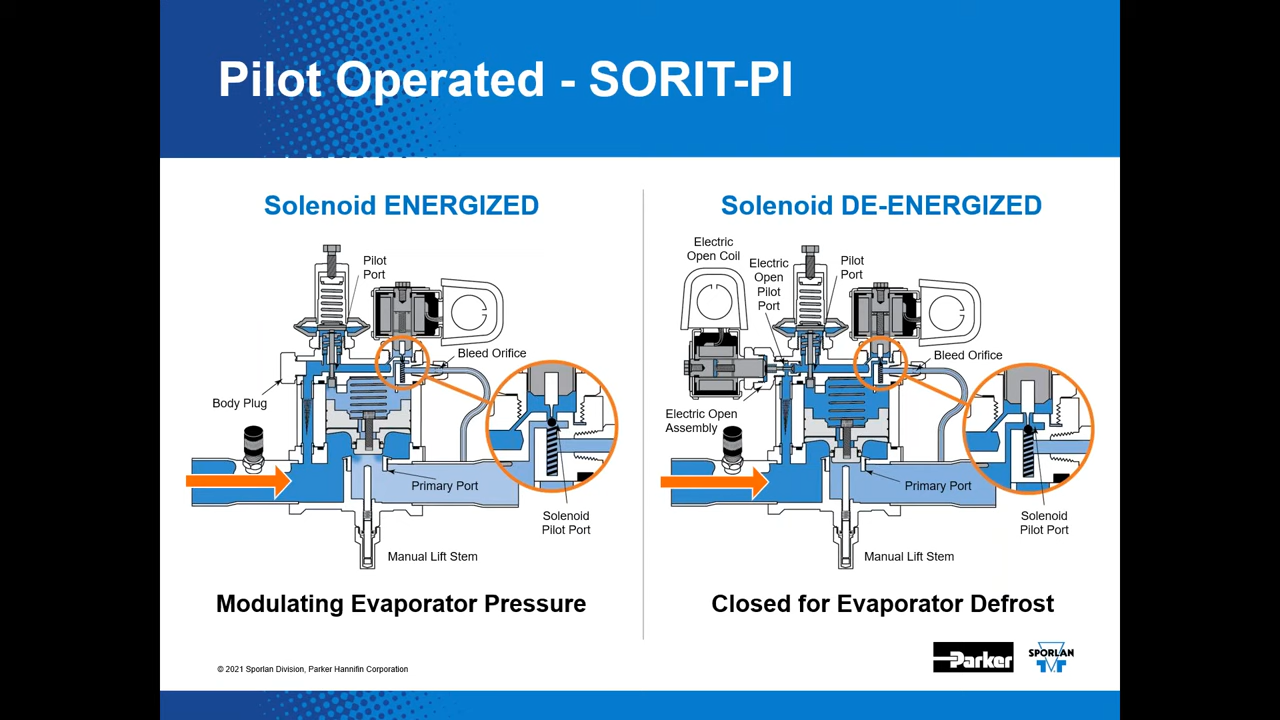 Pilot Operated - SORIT-PI
Solenoid ENERGIZED
Pilot
Port
Bleed Orifice
Body Plug
Primary Port
Solenoid
Pilot Port
Manual Lift Stem
Modulating Evaporator Pressure
Solenoid DE-ENERGIZED
Electric
Open Coil
Electric
Open
Pilot
Port
Pilot
Port
Bleed Orifice
Electric Open
Assembly
Primary Port
Solenoid
Pilot Port
Manual Lift Stem
Closed for Evaporator Defrost
© 2021 Sporlan Division, Parker Hannifin Corporation
Parker
SPORLAN